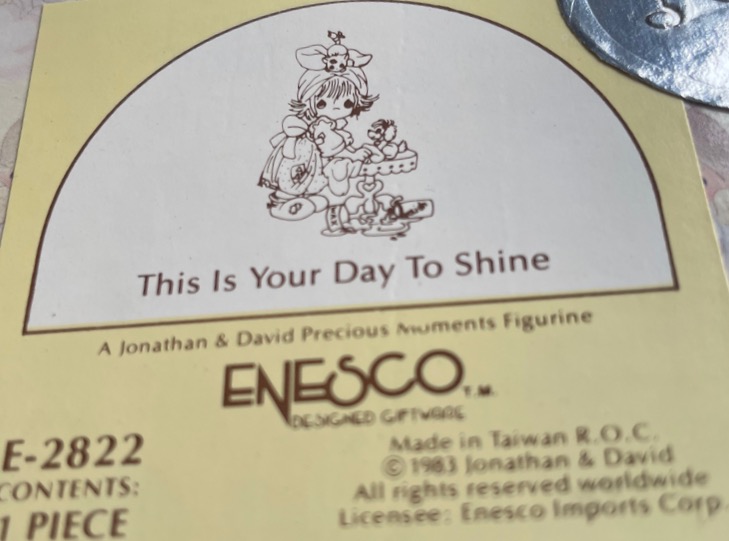 This Is Your Day To Shine
A Jonathan & David Precious Moments Figurine
ENESCO T.M.
DESIGNED GIFTWARE
E-2822
CONTENTS:
1 PIECE
Made in Taiwan R.O.C.
© 1983 Jonathan & David
All rights reserved worldwide
Licensee: Enesco Imports Corp.